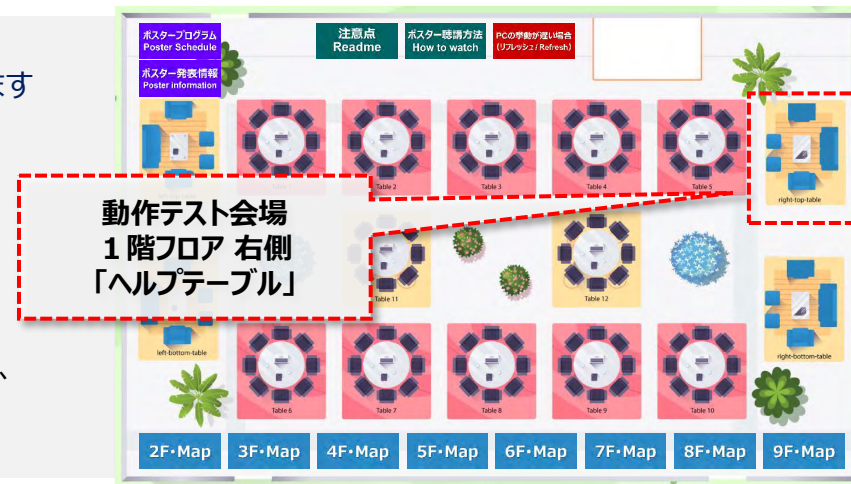 ます
、
ポスタープログラム
Poster Schedule
注意点
Readme
ポスター聴講方法
How to watch
PCの挙動が遅い場合
(リフレッシュ/Refresh)
ポスター発表情報
Poster information
Table 2
Table 3
Table 4
Table 5
right-top-table
動作テスト会場
1階フロア 右側
「ヘルプテーブル」
Table 11
Table 12
left-bottom-table
right-bottom-table
Table 6
Table 7
Table 8
Table 9
Table 10
2F・Map
3F・Map
4F・Map
5F・Map
6F・Map
7F・Map
8F・Map
9F・Map